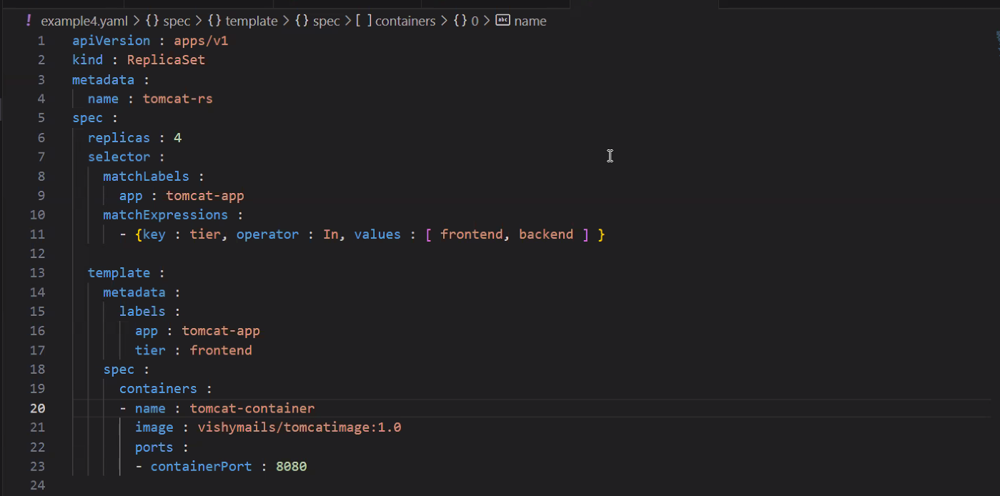 ! example4.yaml > {} spec > {} template > {} spec > [ ] containers > {} 0 > abc name
1 apiVersion : apps/v1
2 kind : ReplicaSet
3 metadata :
4   name : tomcat-rs
5 spec :
6   replicas : 4
7   selector :
8     matchLabels :
9       app : tomcat-app
10     matchExpressions :
11       - {key : tier, operator : In, values : [ frontend, backend ] }
12
13   template :
14     metadata :
15       labels :
16         app : tomcat-app
17         tier : frontend
18     spec :
19       containers :
20       - name : tomcat-container
21         image : vishymails/tomcatimage:1.0
22         ports :
23         - containerPort : 8080
24